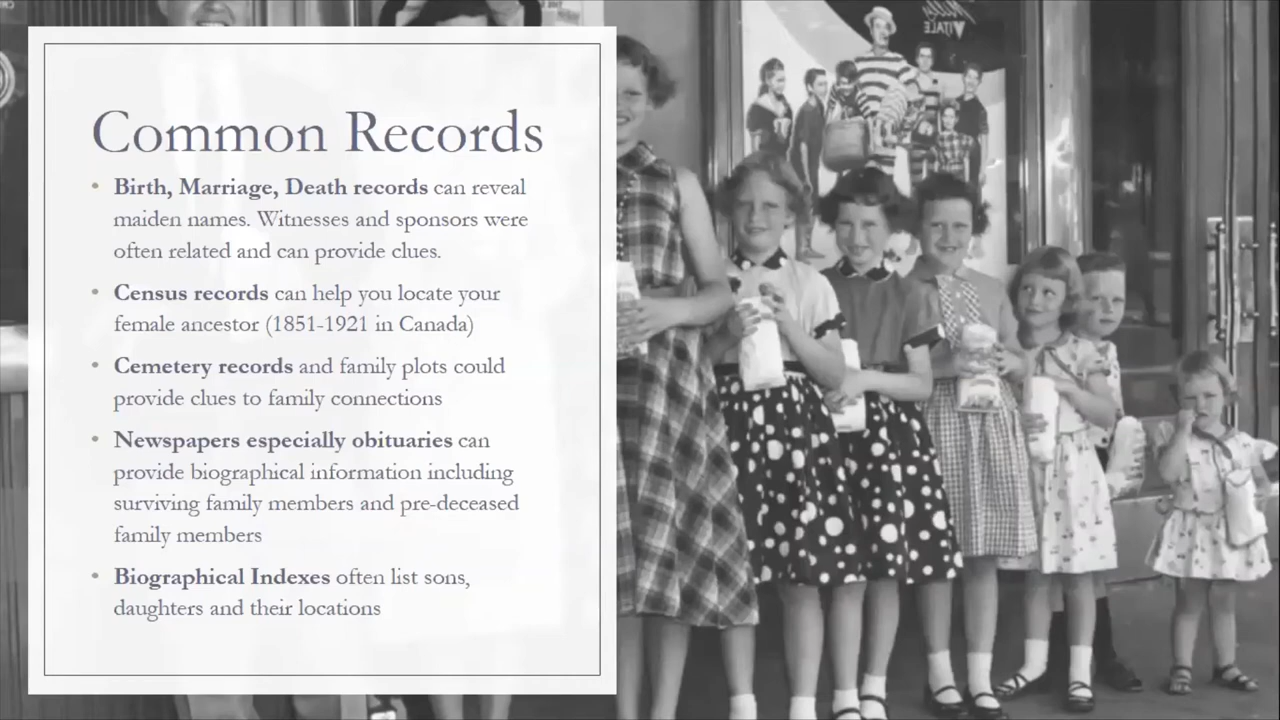 Common Records
• Birth, Marriage, Death records can reveal
maiden names. Witnesses and sponsors were
often related and can provide clues.
• Census records can help you locate your
female ancestor (1851-1921 in Canada)
• Cemetery records and family plots could
provide clues to family connections
• Newspapers especially obituaries can
provide biographical information including
surviving family members and pre-deceased
family members
• Biographical Indexes often list sons,
daughters and their locations
VITALE